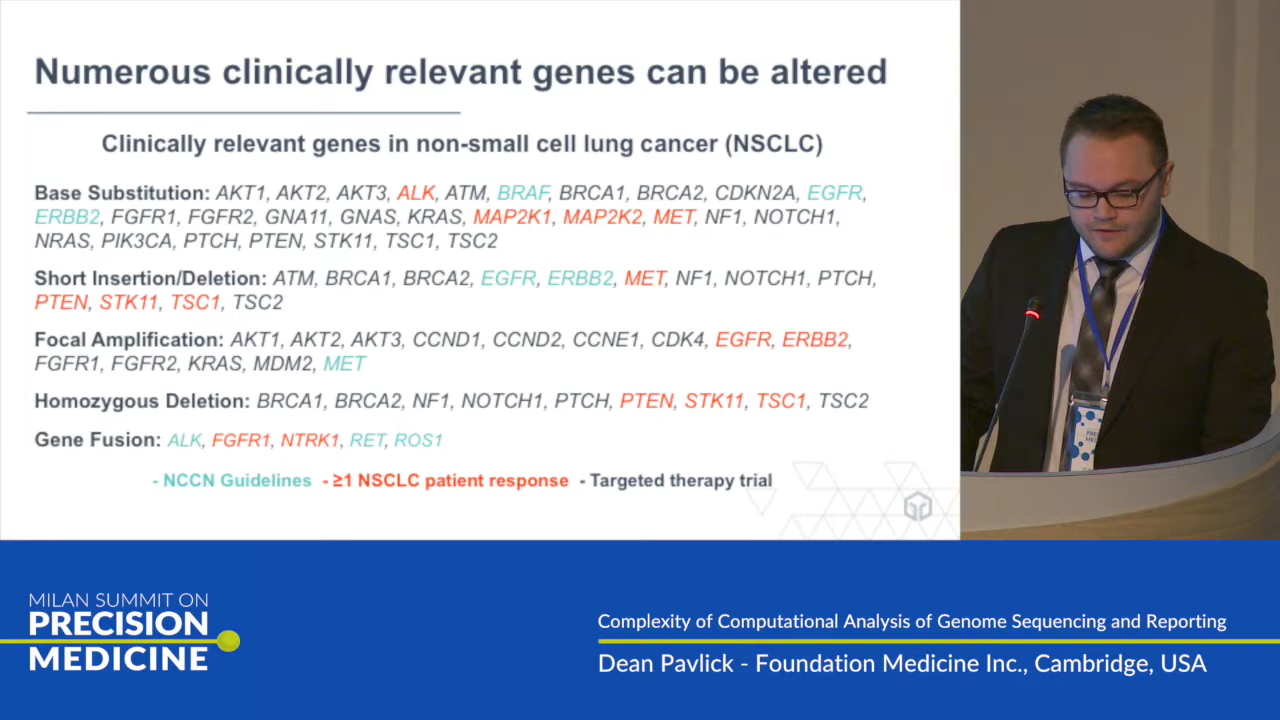 Numerous clinically relevant genes can be altered
Clinically relevant genes in non-small cell lung cancer (NSCLC)
Base Substitution: AKT1, AKT2, AKT3, ALK, ATM, BRAF, BRCA1, BRCA2, CDKN2A, EGFR,
ERBB2, FGFR1, FGFR2, GNA11, GNAS, KRAS, MAP2K1, MAP2K2, MET, NF1, NOTCH1,
NRAS, PIK3CA, PTCH, PTEN, STK11, TSC1, TSC2
Short Insertion/Deletion: ATM, BRCA1, BRCA2, EGFR, ERBB2, MET, NF1, NOTCH1, PTCH,
PTEN, STK11, TSC1, TSC2
Focal Amplification: AKT1, AKT2, AKT3, CCND1, CCND2, CCNE1, CDK4, EGFR, ERBB2,
FGFR1, FGFR2, KRAS, MDM2, MET
Homozygous Deletion: BRCA1, BRCA2, NF1, NOTCH1, PTCH, PTEN, STK11, TSC1, TSC2
Gene Fusion: ALK, FGFR1, NTRK1, RET, ROS1
- NCCN Guidelines - ≥1 NSCLC patient response - Targeted therapy trial
MILAN SUMMIT ON
PRECISION
MEDICINE
Complexity of Computational Analysis of Genome Sequencing and Reporting
Dean Pavlick - Foundation Medicine Inc., Cambridge, USA